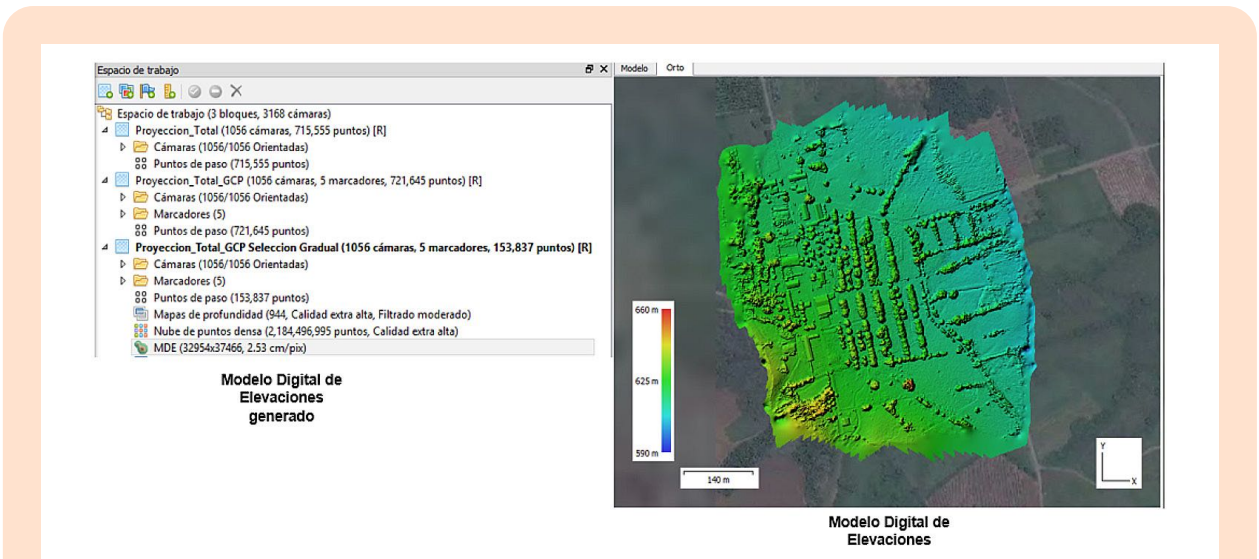 Espacio de trabajo
Espacio de trabajo (3 bloques, 3168 cámaras)
Proyeccion_Total (1056 cámaras, 715,555 puntos) [R]
Cámaras (1056/1056 Orientadas)
Puntos de paso (715,555 puntos)
Proyeccion_Total_GCP (1056 cámaras, 5 marcadores, 721,645 puntos) [R]
Cámaras (1056/1056 Orientadas)
Marcadores (5)
Puntos de paso (721,645 puntos)
Proyeccion_Total_GCP Seleccion Gradual (1056 cámaras, 5 marcadores, 153,837 puntos) [R]
Cámaras (1056/1056 Orientadas)
Marcadores (5)
Puntos de paso (153,837 puntos)
Mapas de profundidad (944, Calidad extra alta, Filtrado moderado)
Nube de puntos densa (2,184,496,995 puntos, Calidad extra alta)
MDE (32954x37466, 2.53 cm/pix)
Modelo Digital de
Elevaciones
generado
Modelo Orto
660 m
625 m
590 m
140 m
Y
X
Modelo Digital de
Elevaciones